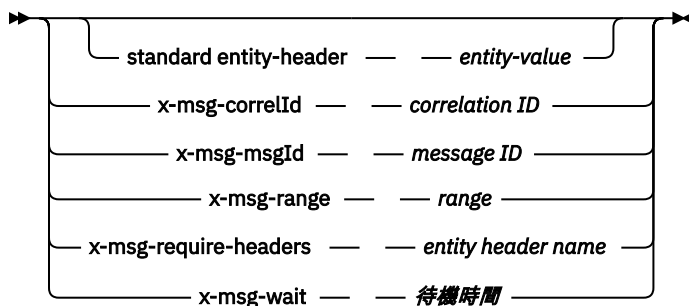 standard entity-header entity-value
x-msg-correlId correlation ID
x-msg-msgId message ID
x-msg-range range
x-msg-require-headers entity header name
x-msg-wait 待機時間